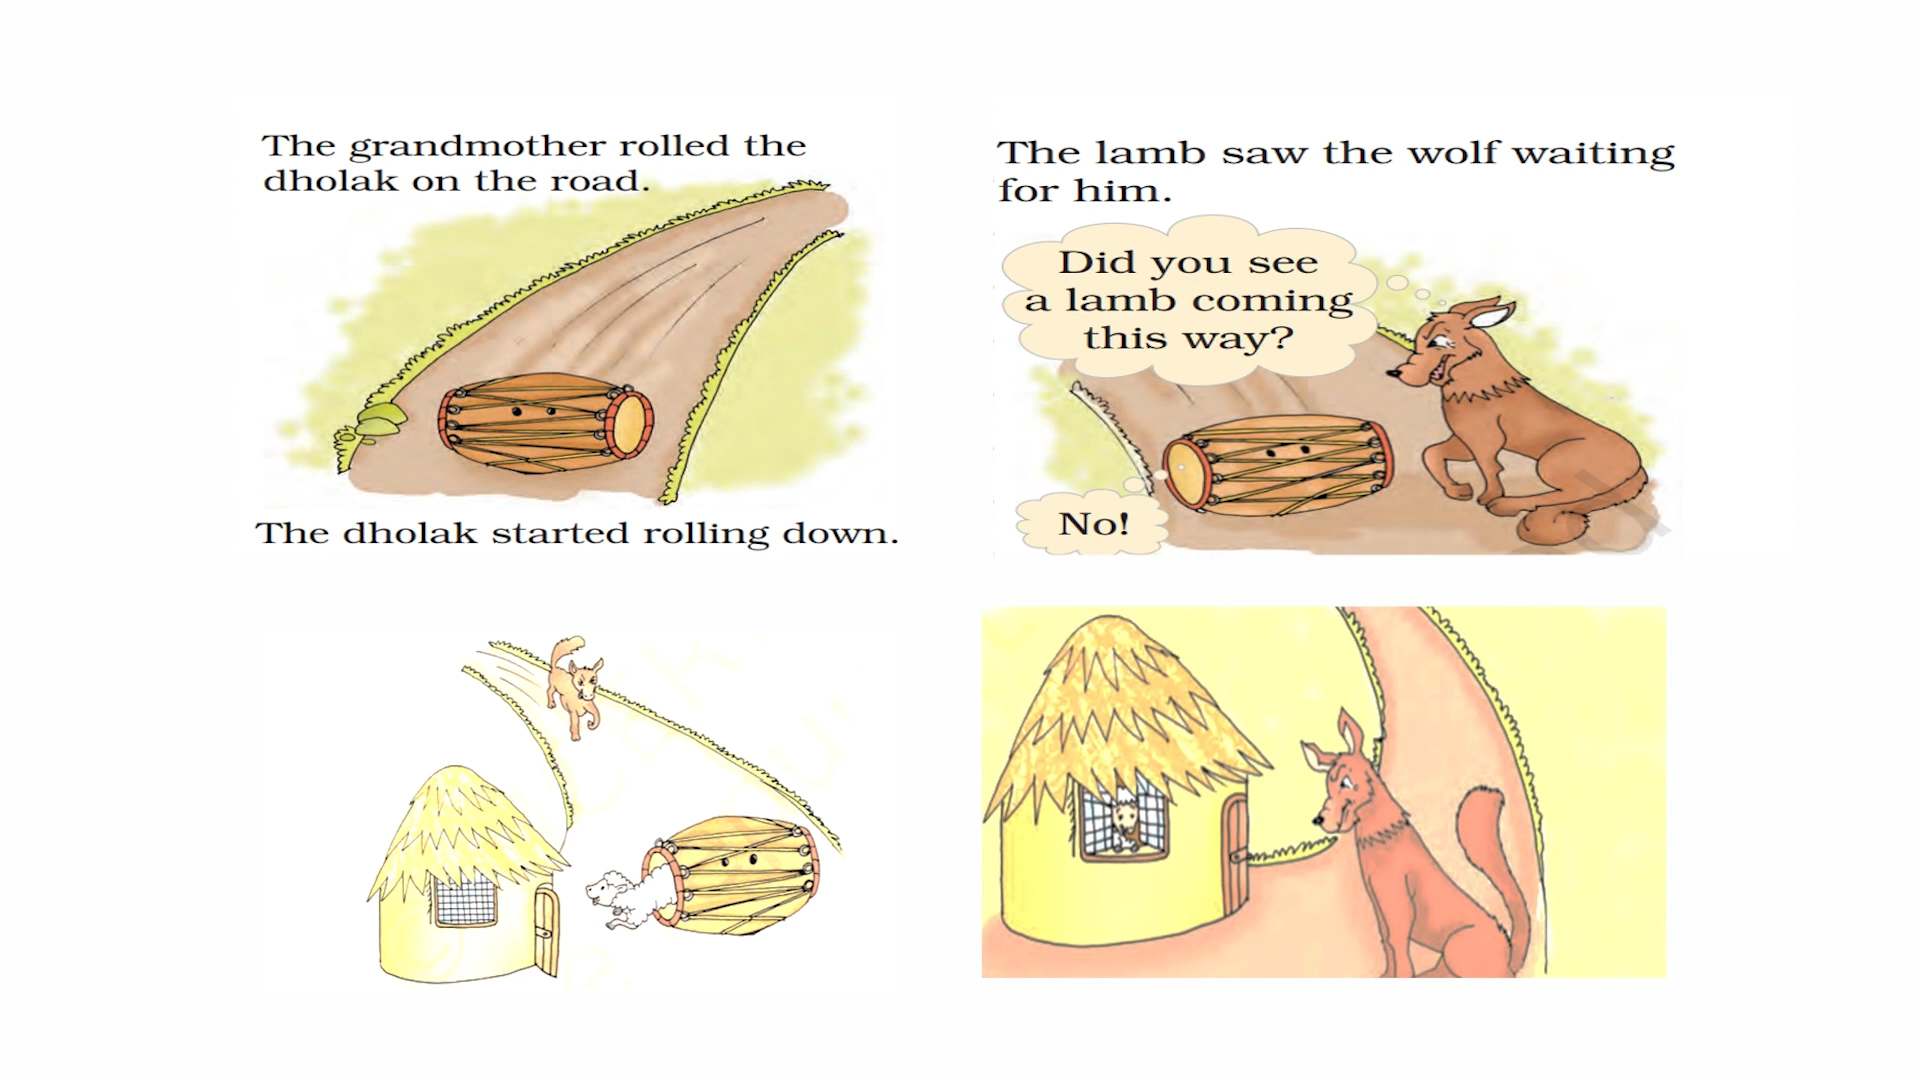 The grandmother rolled the
dholak on the road.
The dholak started rolling down.
The lamb saw the wolf waiting
for him.
Did you see
a lamb coming
this way?
No!